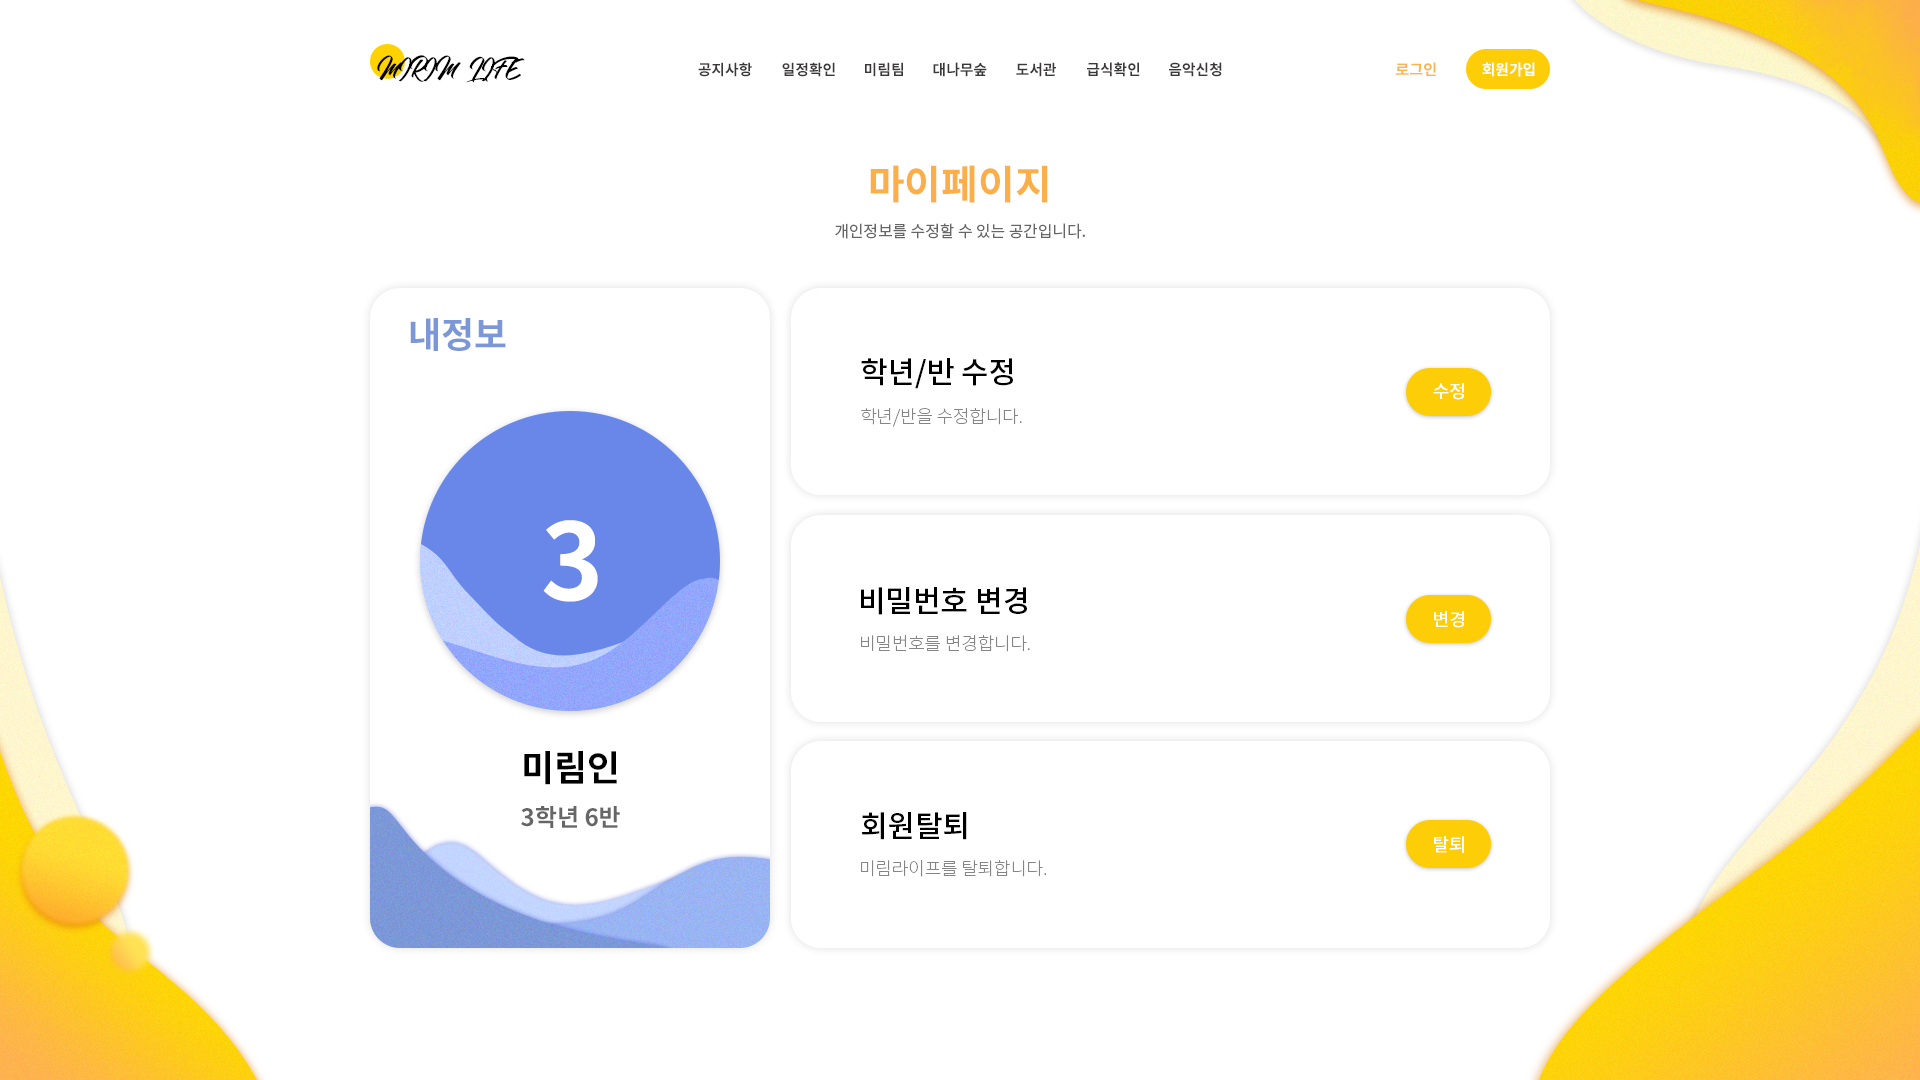 MIRIM LIFE
공지사항 일정확인 미림팀 대나무숲 도서관 급식확인 음악신청
로그인 회원가입
마이페이지
개인정보를 수정할 수 있는 공간입니다.
내정보
3
미림인
3학년 6반
학년/반 수정
학년/반을 수정합니다.
수정
비밀번호 변경
비밀번호를 변경합니다.
변경
회원탈퇴
미림라이프를 탈퇴합니다.
탈퇴